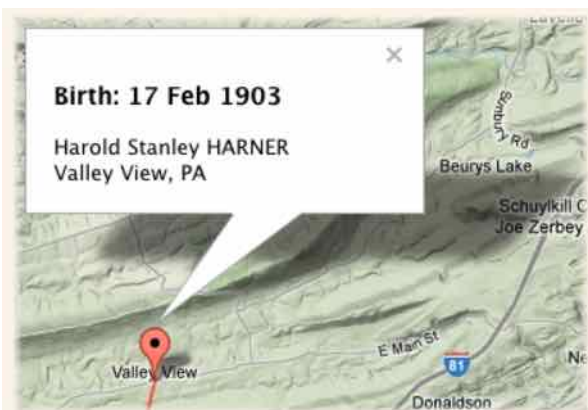 Birth: 17 Feb 1903
Harold Stanley HARNER
Valley View, PA
Sunbury Rd
Beurys Lake
Schuylkill C
Joe Zerbey
Valley View
E Main St
81
Ne
Donaldson